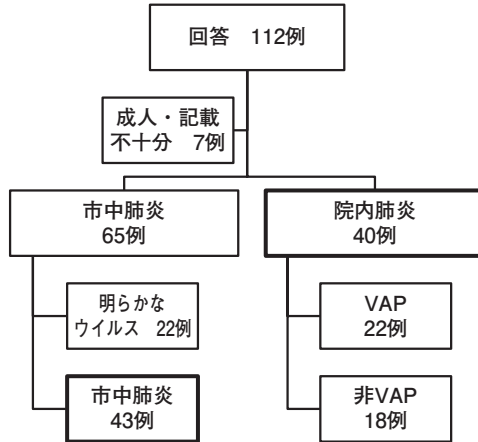 回答　112例
成人・記載
不十分　7例
市中肺炎
65例
院内肺炎
40例
明らかな
ウイルス　22例
VAP
22例
市中肺炎
43例
非VAP
18例